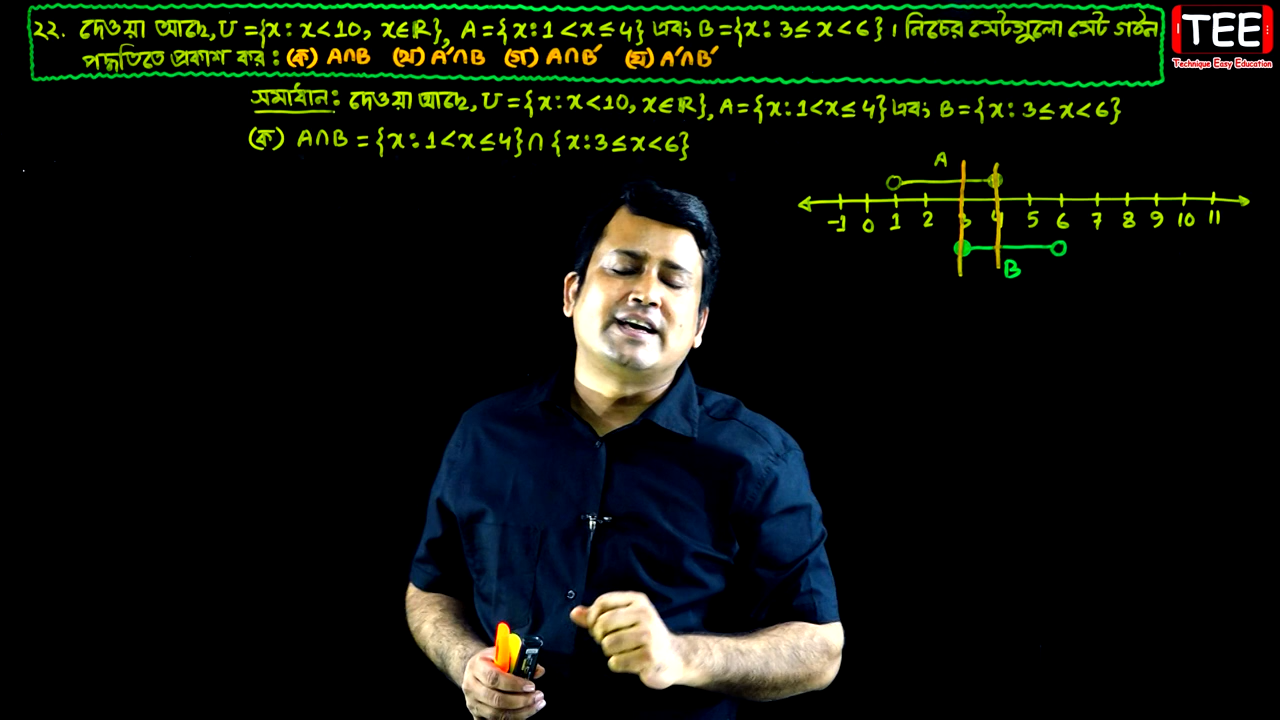 ২২. দেওয়া আছে, U = {x : x < 10, x ∈ R}, A = {x : 1 < x ≤ 4} এবং B = {x : 3 ≤ x < 6} । নিচের সেটগুলো সেট গঠন
পদ্ধতিতে প্রকাশ কর : (ক) A∩B (খ) A′∩B (গ) A∩B′ (ঘ) A′∩B′
TEE
Technique Easy Education
সমাধান : দেওয়া আছে, U = {x : x < 10, x ∈ R}, A = {x : 1 < x ≤ 4} এবং B = {x : 3 ≤ x < 6}
(ক) A∩B = {x : 1 < x ≤ 4} ∩ {x : 3 ≤ x < 6}
A
-1 0 1 2 3 4 5 6 7 8 9 10 11
B